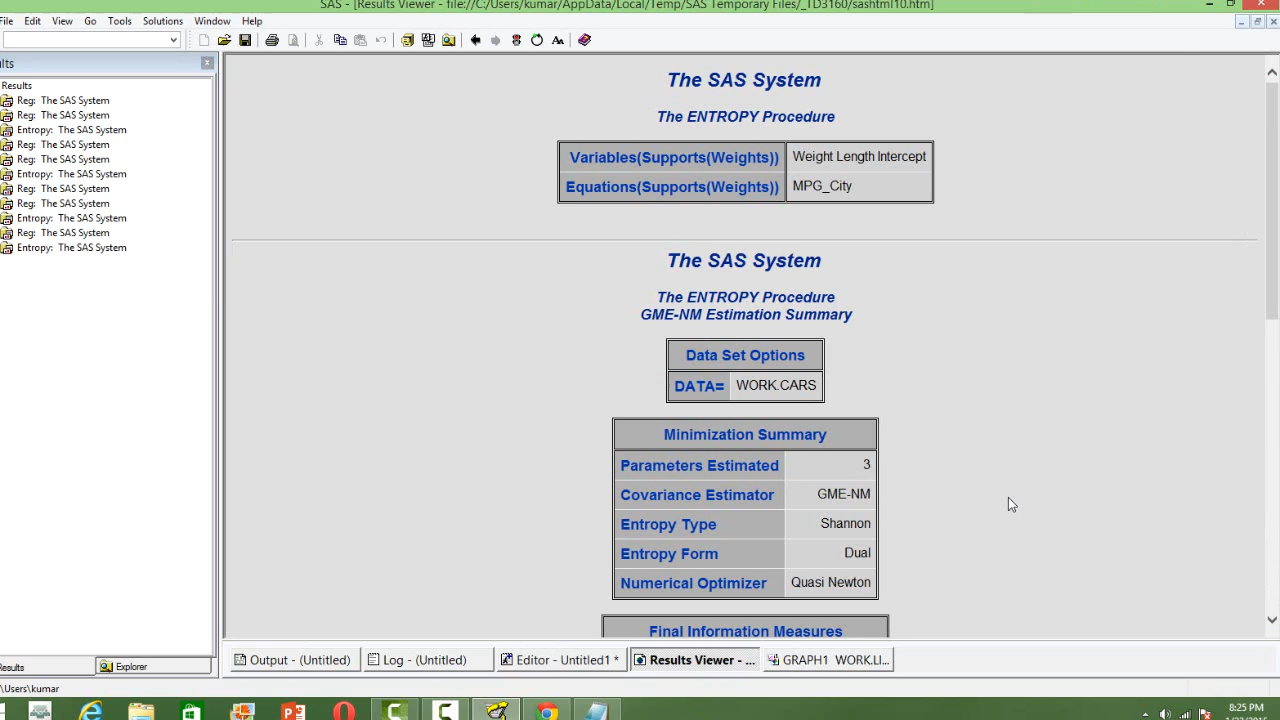 SAS - [Results Viewer - file://C:/Users/kumar/AppData/Local/Temp/SAS Temporary Files/_TD3160/sashtml10.htm]
File Edit View Go Tools Solutions Window Help
lts
Results
Reg: The SAS System
Reg: The SAS System
Entropy: The SAS System
Reg: The SAS System
Reg: The SAS System
Entropy: The SAS System
Reg: The SAS System
Reg: The SAS System
Entropy: The SAS System
Reg: The SAS System
Entropy: The SAS System
The SAS System
The ENTROPY Procedure
Variables(Supports(Weights)) Weight Length Intercept
Equations(Supports(Weights)) MPG_City
The SAS System
The ENTROPY Procedure
GME-NM Estimation Summary
Data Set Options
DATA= WORK.CARS
Minimization Summary
Parameters Estimated 3
Covariance Estimator GME-NM
Entropy Type Shannon
Entropy Form Dual
Numerical Optimizer Quasi Newton
Final Information Measures
Results Explorer
Output - (Untitled) Log - (Untitled) Editor - Untitled1 * Results Viewer - ... GRAPH1 WORK.LI...
\Users\kumar
8:25 PM